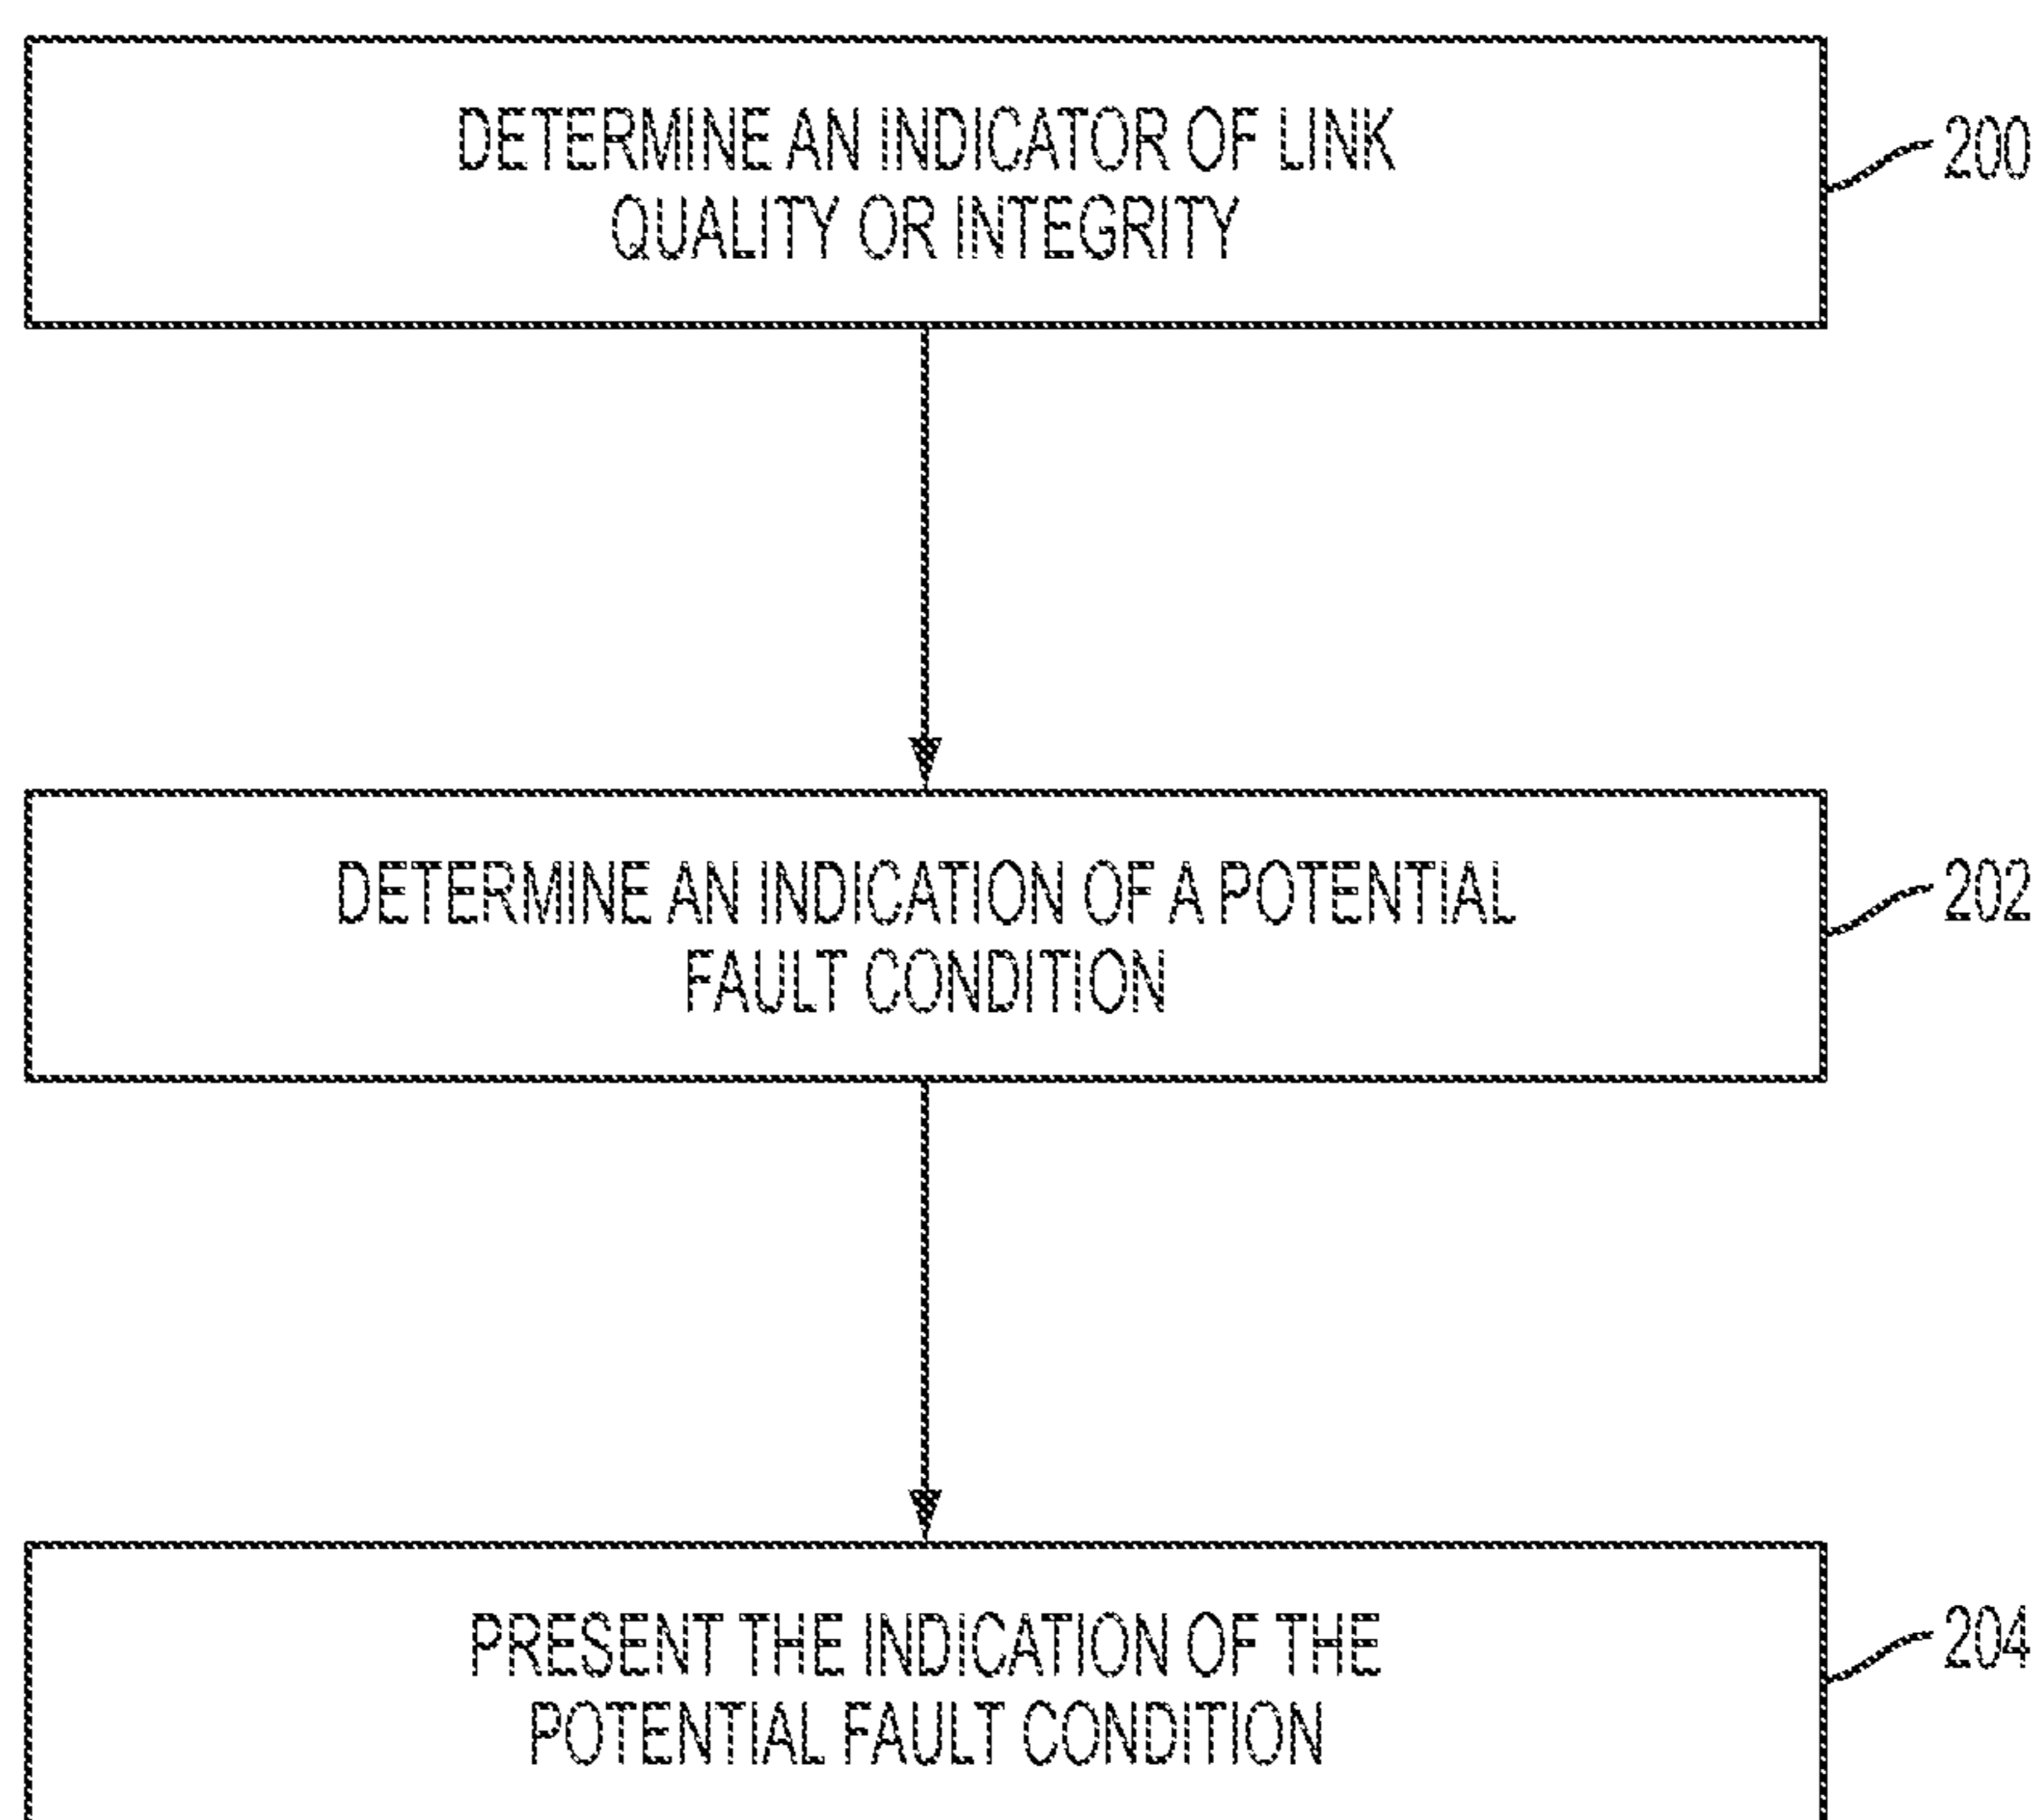 DETERMINE AN INDICATOR OF LINK
QUALITY OR INTEGRITY
200
DETERMINE AN INDICATION OF A POTENTIAL
FAULT CONDITION
202
PRESENT THE INDICATION OF THE
POTENTIAL FAULT CONDITION
204